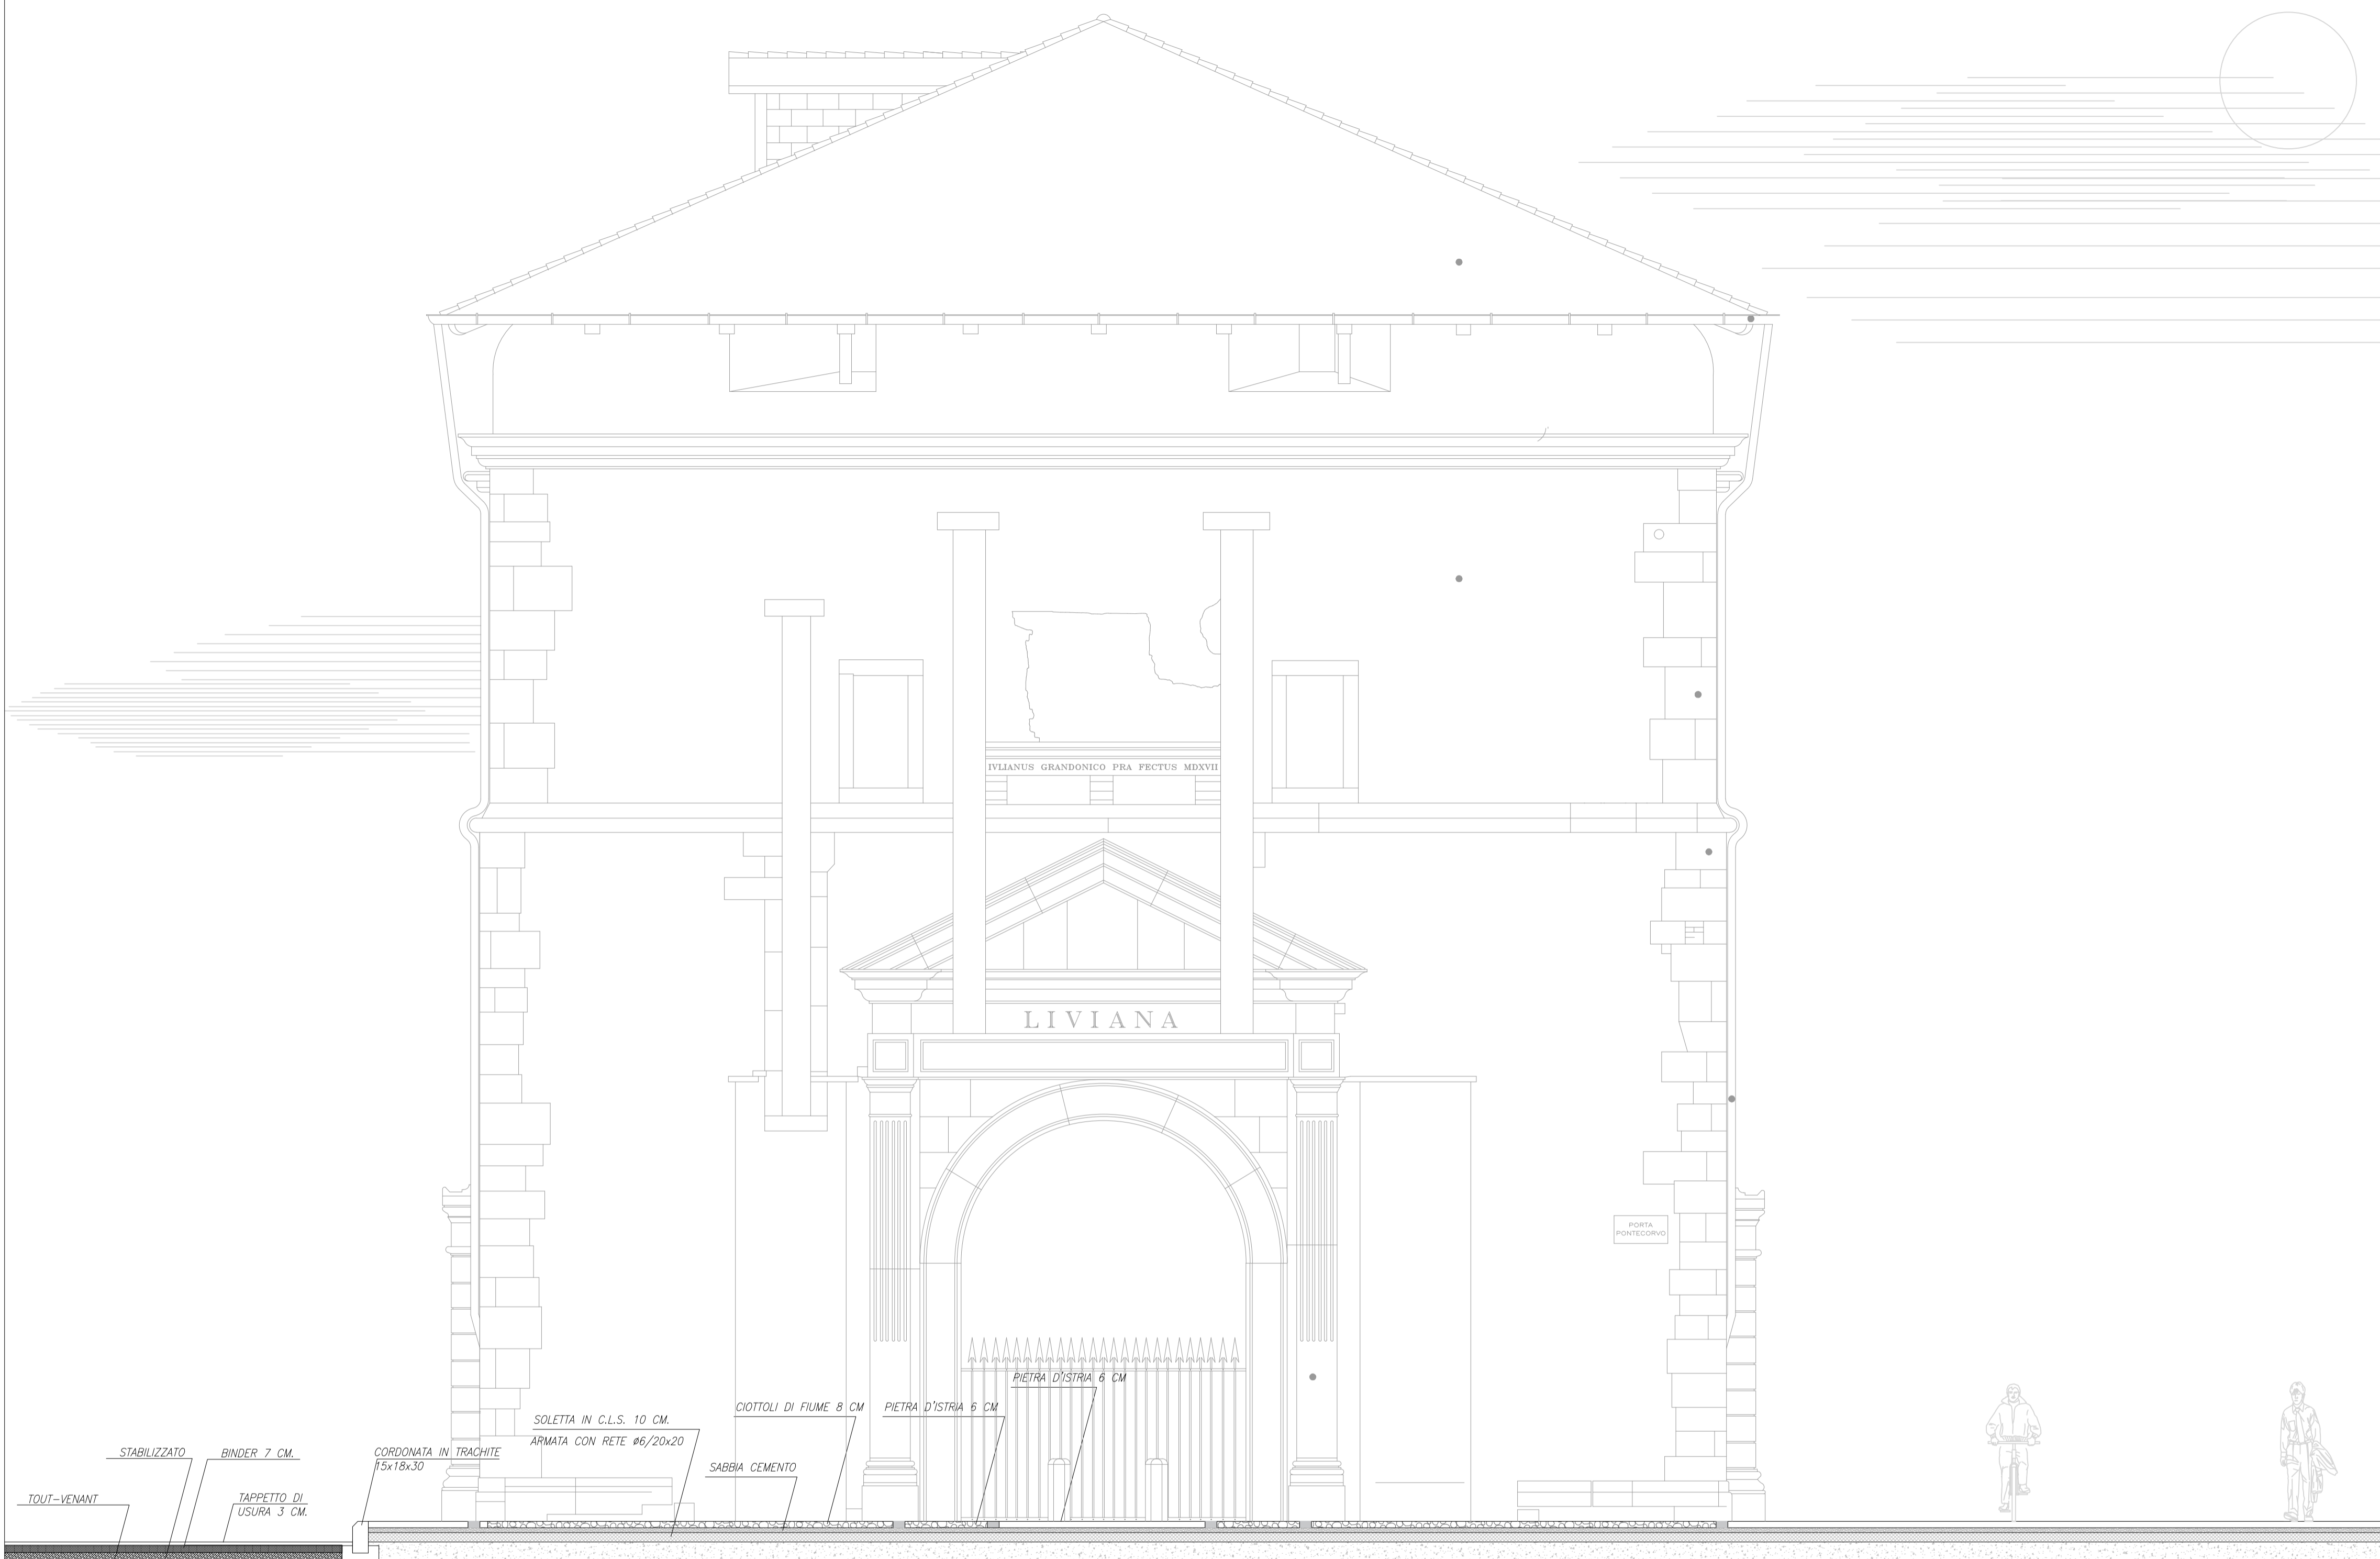 IVLIANUS GRANDONICO PRA FECTUS MDXVII
LIVIANA
PORTA
PONTECORVO
PIETRA D'ISTRIA 6 CM
CIOTTOLI DI FIUME 8 CM
PIETRA D'ISTRIA 6 CM
SOLETTA IN C.L.S. 10 CM.
ARMATA CON RETE ø6/20x20
STABILIZZATO
BINDER 7 CM.
CORDONATA IN TRACHITE
15x18x30
SABBIA CEMENTO
TOUT-VENANT
TAPPETO DI
USURA 3 CM.